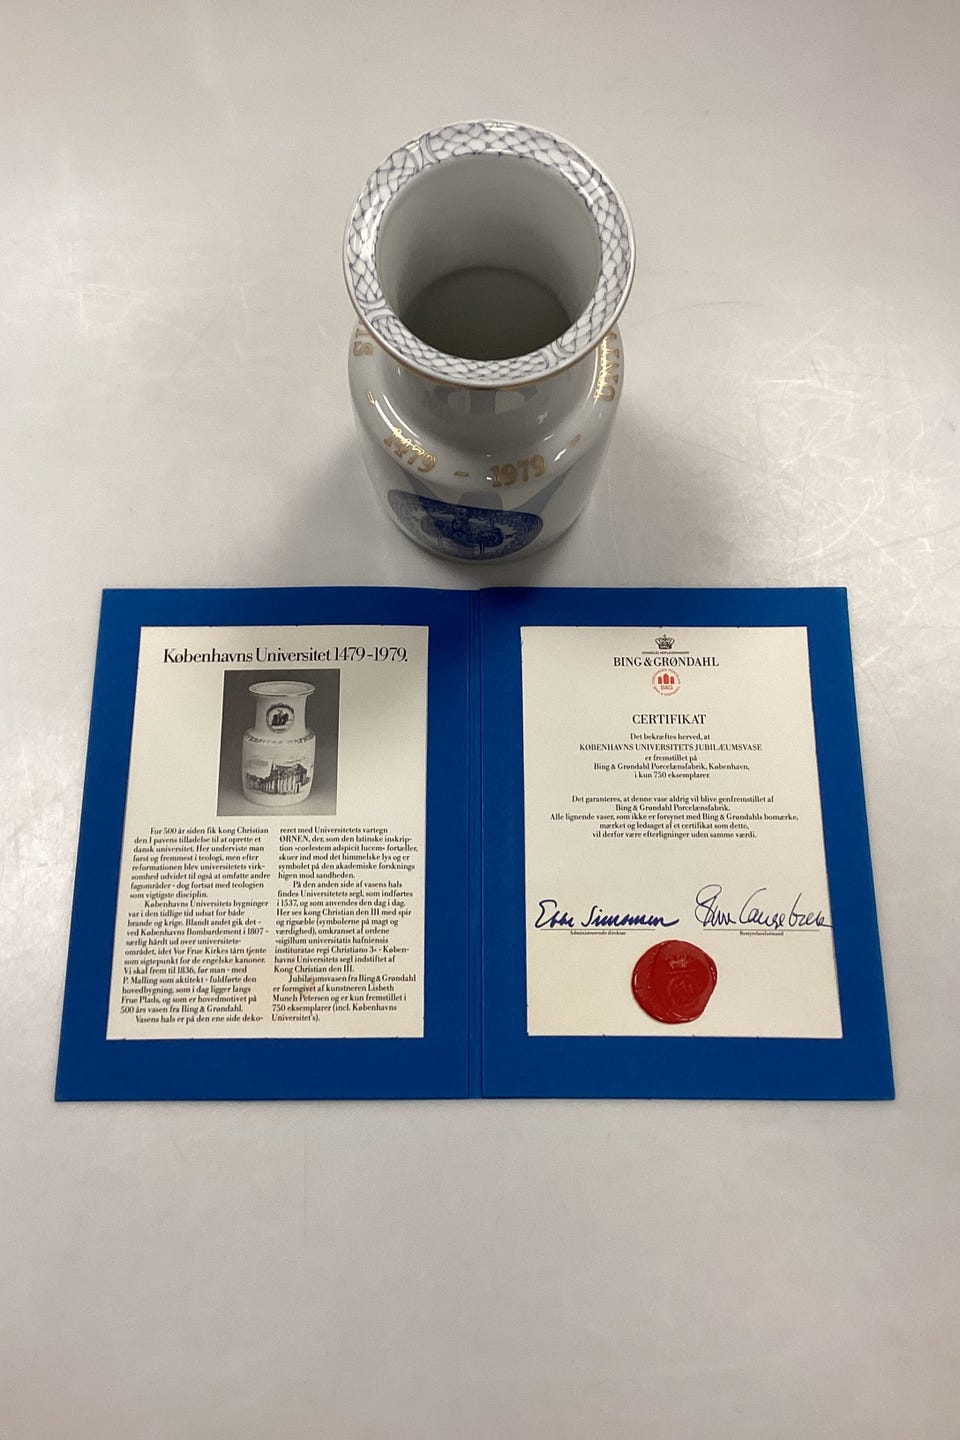 1479 - 1979 -
Københavns Universitet 1479-1979.
For 500 år siden fik kong Christian
den I pavens tilladelse til at oprette et
dansk universitet. Her underviste man
først og fremmest i teologi, men efter
reformationen blev universitetets virk-
somhed udvidet til også at omfatte andre
fagområder - dog fortsat med teologien
som vigtigste disciplin.
Københavns Universitets bygninger
var i den tidlige tid udsat for både
brande og krige. Blandt andet gik det -
ved Københavns Bombardement i 1807 -
særlig hårdt ud over universitets-
området, idet Vor Frue Kirkes tårn tjente
som sigtepunkt for de engelske kanoner.
Vi skal frem til 1836, før man - med
P. Malling som aktitekt - fuldførte den
hovedbygning, som i dag ligger langs
Frue Plads, og som er hovedmotivet på
500 års vasen fra Bing & Grøndahl.
Vasens hals er på den ene side deko-
reret med Universitetets vartegn
ØRNEN, der, som den latinske inskrip-
tion »coelestem adspicit lucem« fortæller,
skuer ind mod det himmelske lys og er
symbolet på den akademiske forsknings
higen mod sandheden.
På den anden side af vasens hals
findes Universitetets segl, som indførtes
i 1537, og som anvendes den dag i dag.
Her ses kong Christian den III med spir
og rigsæble (symbolerne på magt og
værdighed), omkranset af ordene
»sigillum universitatis hafniensis
instituratae regi Christiano 3« - Køben-
havns Universitets segl indstiftet af
Kong Christian den III.
Jubilæumsvasen fra Bing & Grøndahl
er formgivet af kunstneren Lisbeth
Munch Petersen og er kun fremstillet i
750 eksemplarer (incl. Københavns
Universitet's).
KONGELIG HOFLEVERANDØR
BING & GRØNDAHL
B&G
CERTIFIKAT
Det bekræftes herved, at
KØBENHAVNS UNIVERSITETS JUBILÆUMSVASE
er fremstillet på
Bing & Grøndahl Porcelænsfabrik, København,
i kun 750 eksemplarer.
Det garanteres, at denne vase aldrig vil blive genfremstillet af
Bing & Grøndahl Porcelænsfabrik.
Alle lignende vaser, som ikke er forsynet med Bing & Grøndahls bomærke,
mærket og ledsaget af et certifikat som dette,
vil derfor være efterligninger uden samme værdi.
Ebbe Simonsen
Administrerende direktør
Bestyrelsesformand